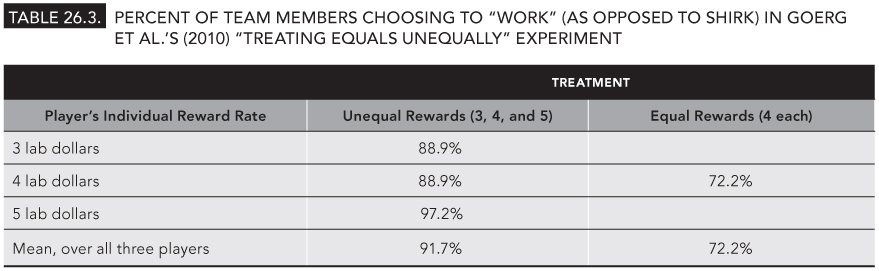 TABLE 26.3. PERCENT OF TEAM MEMBERS CHOOSING TO “WORK” (AS OPPOSED TO SHIRK) IN GOERG
ET AL.’S (2010) “TREATING EQUALS UNEQUALLY” EXPERIMENT
TREATMENT
Player’s Individual Reward Rate Unequal Rewards (3, 4, and 5) Equal Rewards (4 each)
3 lab dollars 88.9%
4 lab dollars 88.9% 72.2%
5 lab dollars 97.2%
Mean, over all three players 91.7% 72.2%